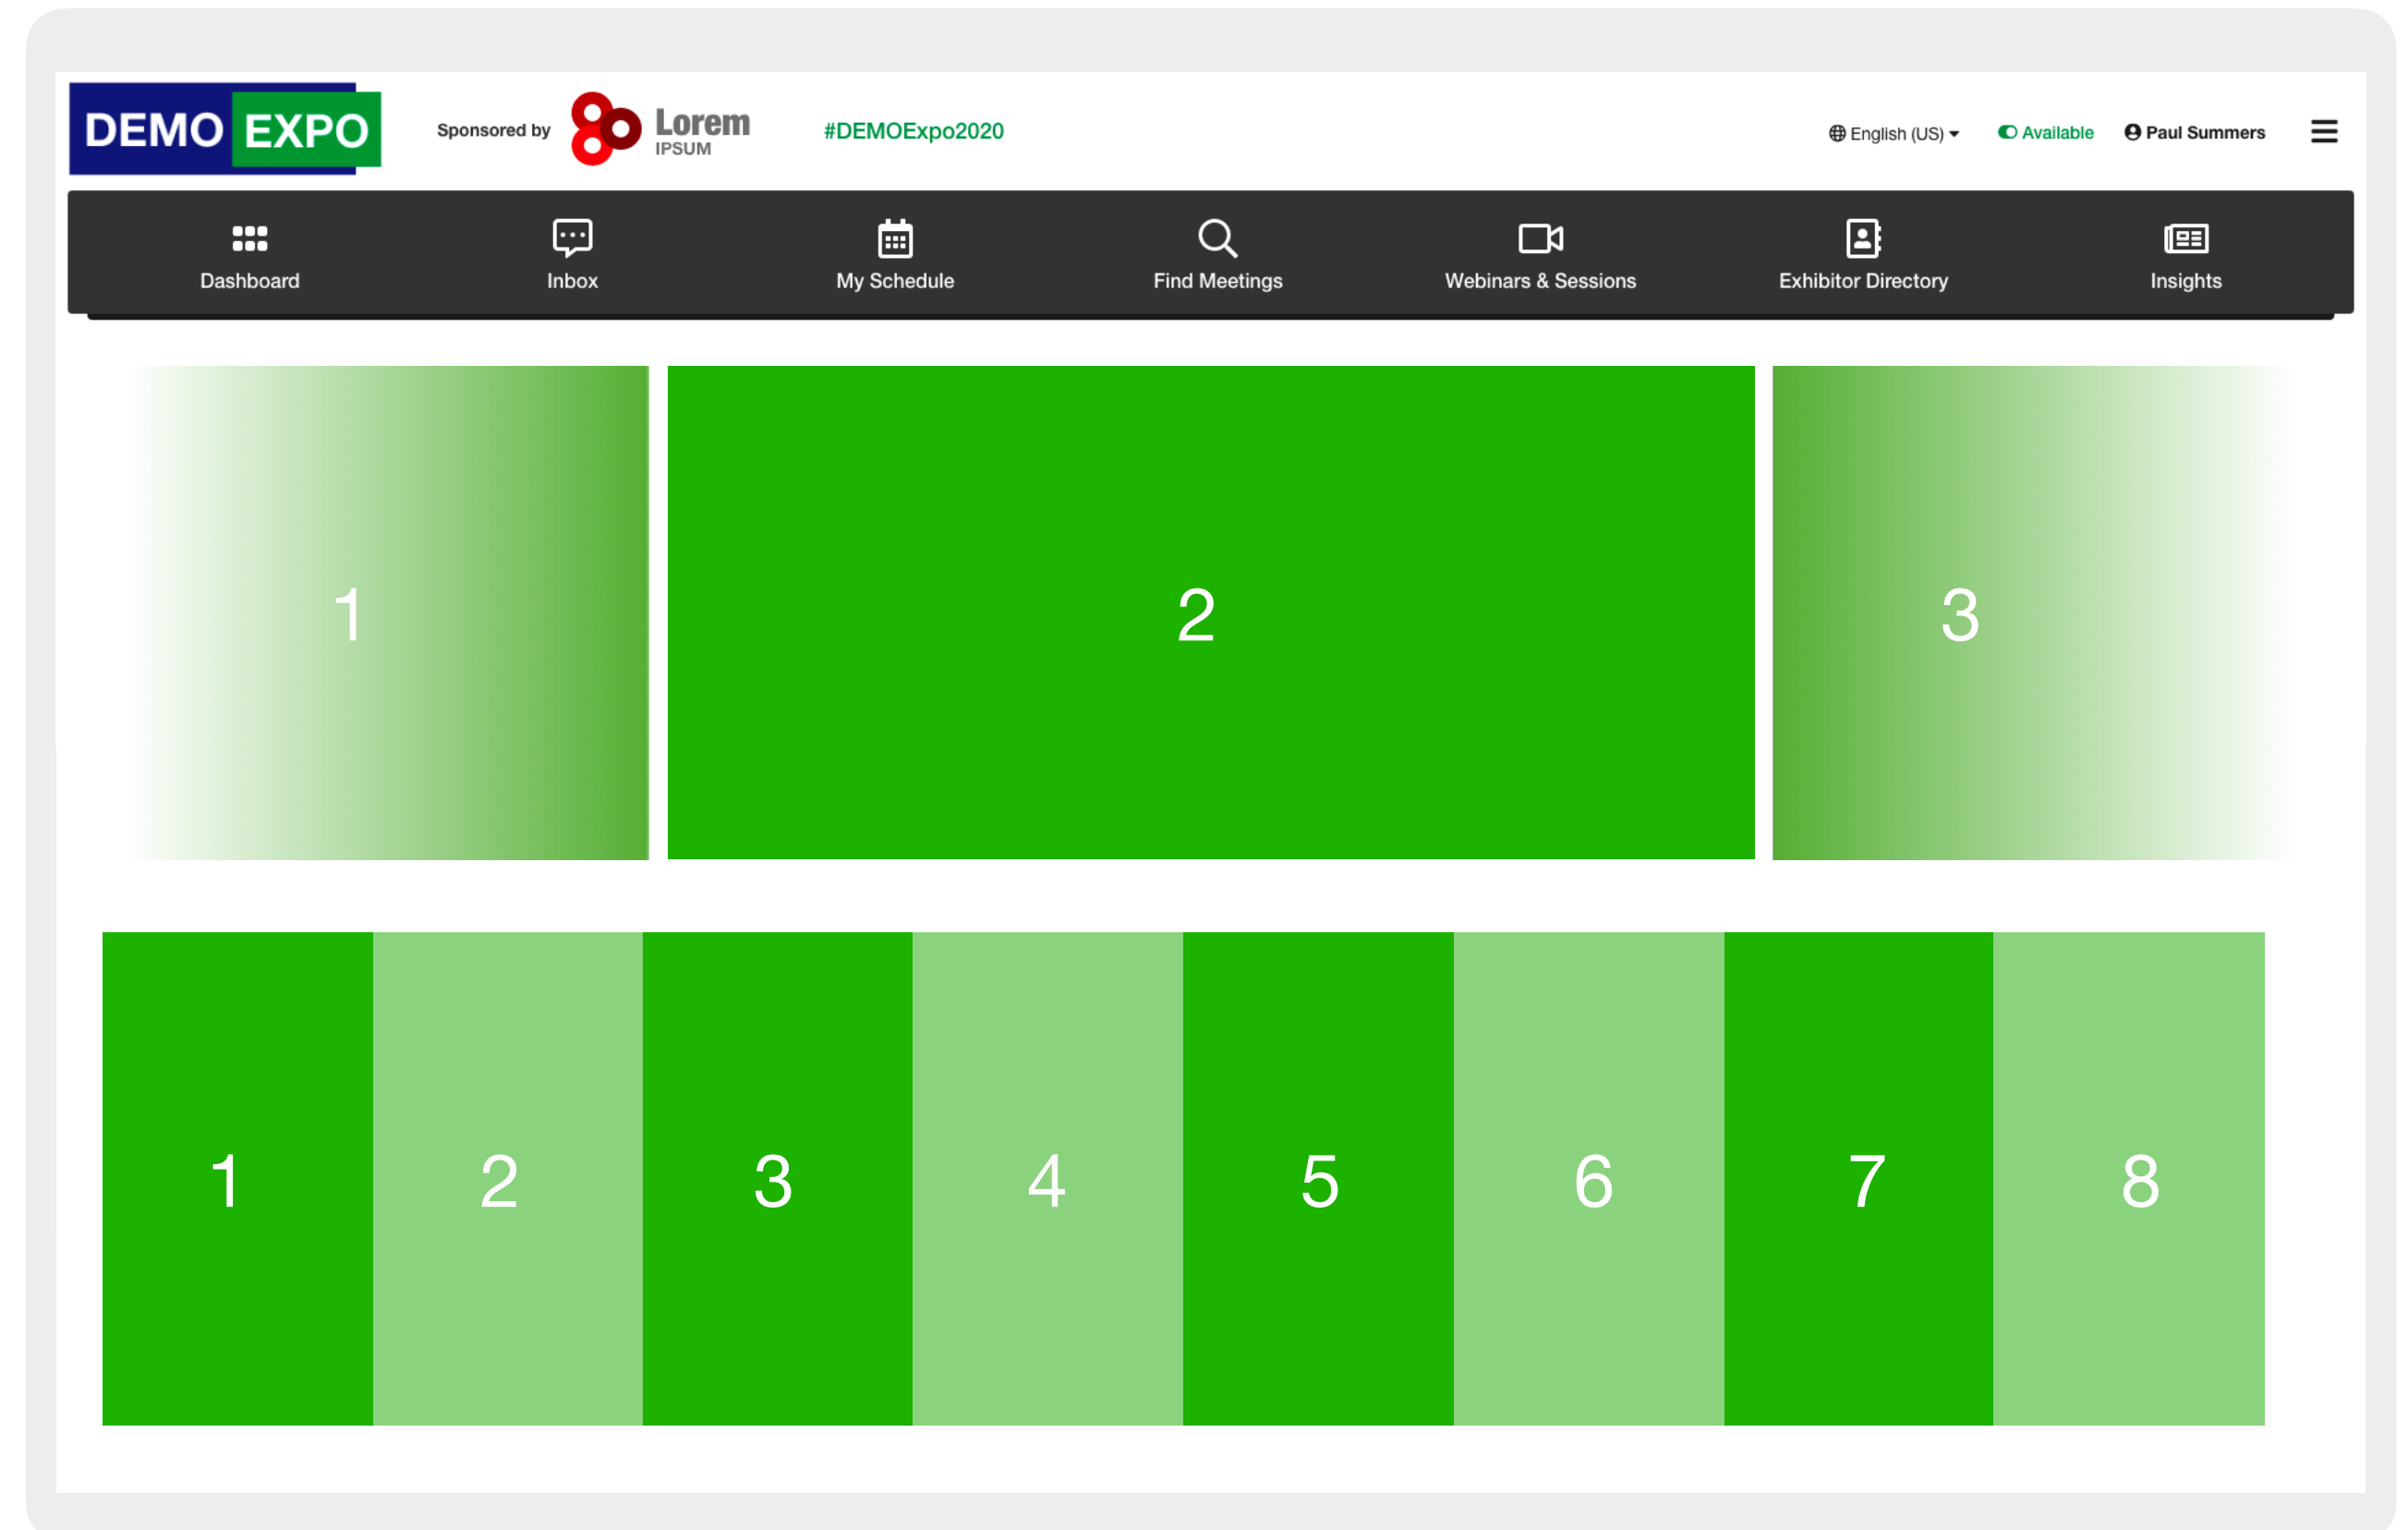 DEMO EXPO Sponsored by Lorem IPSUM #DEMOExpo2020 English (US) Available Paul Summers
Dashboard Inbox My Schedule Find Meetings Webinars & Sessions Exhibitor Directory Insights
1 2 3
1 2 3 4 5 6 7 8